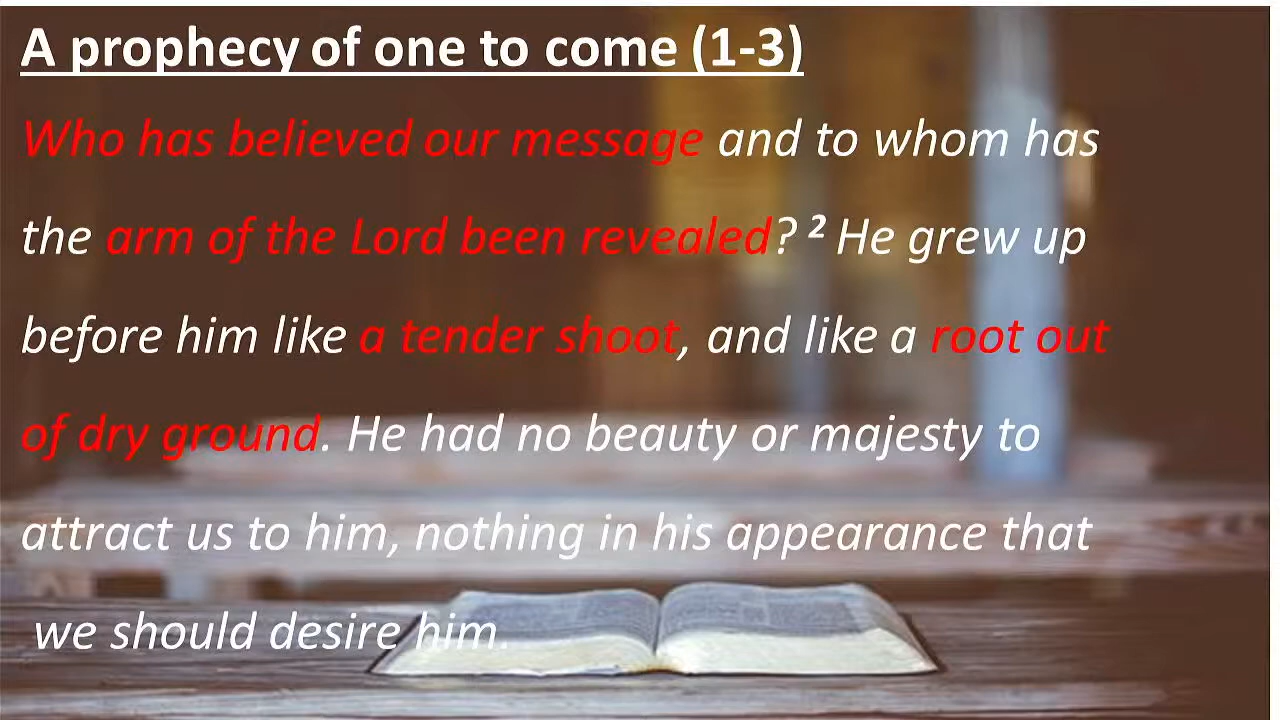 A prophecy of one to come (1-3)
Who has believed our message and to whom has
the arm of the Lord been revealed? ² He grew up
before him like a tender shoot, and like a root out
of dry ground. He had no beauty or majesty to
attract us to him, nothing in his appearance that
we should desire him.